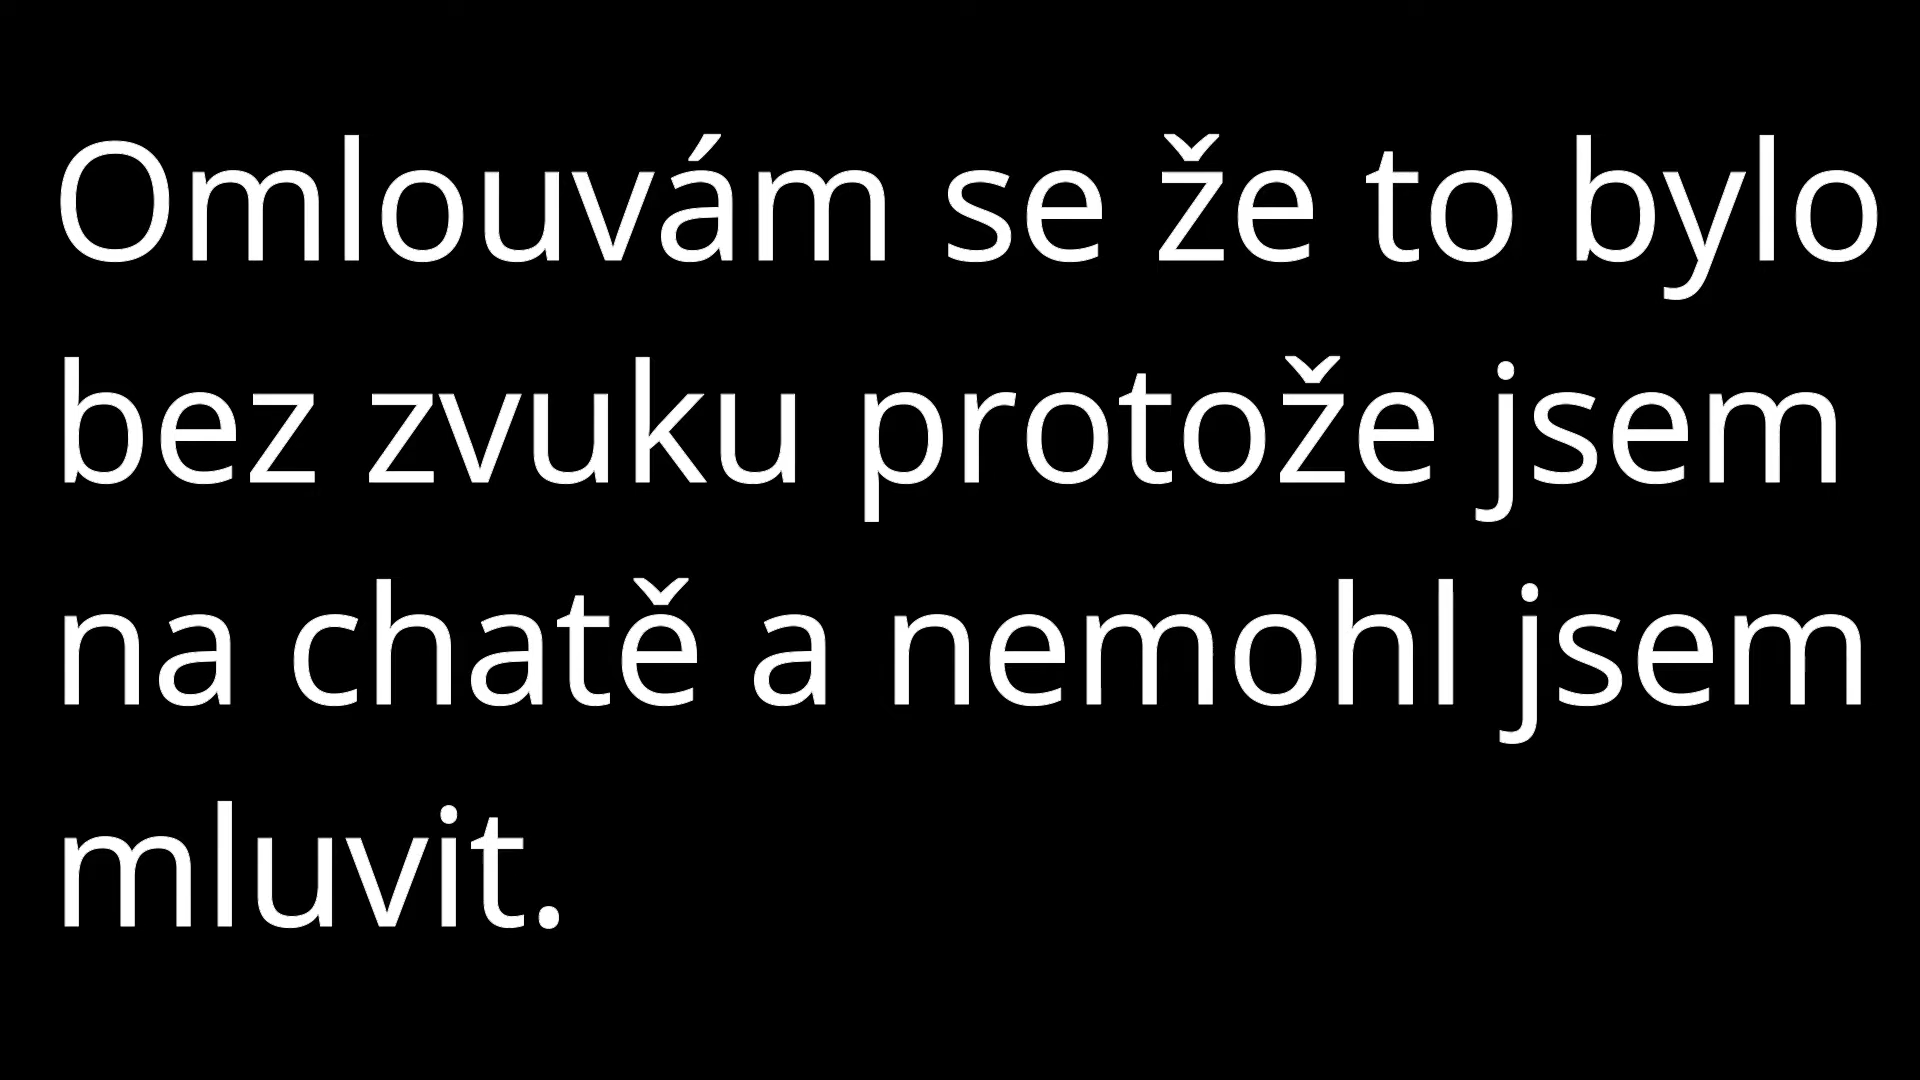 Omlouvám se že to bylo
bez zvuku protože jsem
na chatě a nemohl jsem
mluvit.